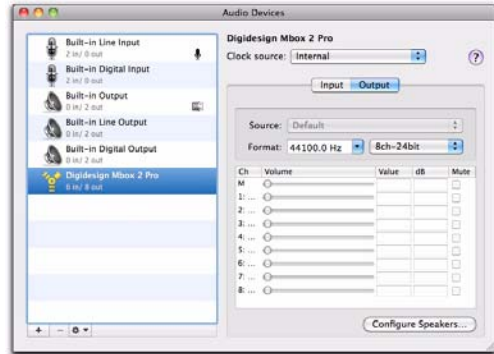 Audio Devices
Built-in Line Input
2 in/ 0 out
Built-in Digital Input
2 in/ 0 out
Built-in Output
0 in/ 2 out
Built-in Line Output
0 in/ 2 out
Built-in Digital Output
0 in/ 2 out
Digidesign Mbox 2 Pro
6 in/ 8 out
Digidesign Mbox 2 Pro
Clock source: Internal
?
Input Output
Source: Default
Format: 44100.0 Hz 8ch-24bit
Ch Volume Value dB Mute
M
1: ...
2: ...
3: ...
4: ...
5: ...
6: ...
7: ...
8: ...
Configure Speakers...
+ −